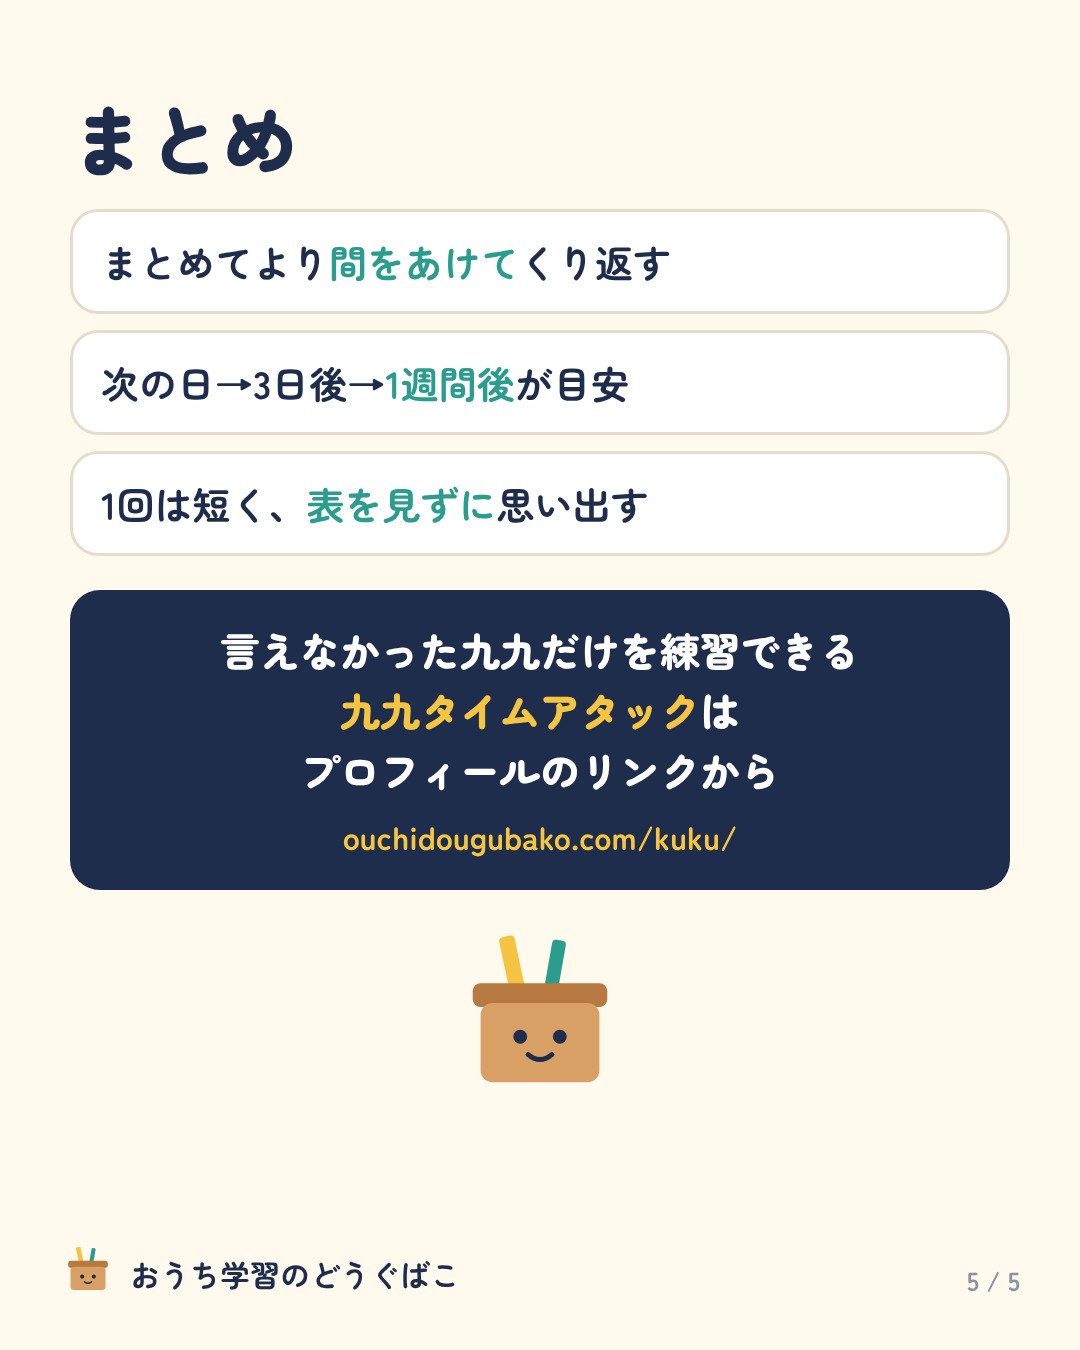 まとめ
まとめてより間をあけてくり返す
次の日→3日後→1週間後が目安
1回は短く、表を見ずに思い出す
言えなかった九九だけを練習できる
九九タイムアタックは
プロフィールのリンクから
ouchidougubako.com/kuku/
おうち学習のどうぐばこ
5 / 5